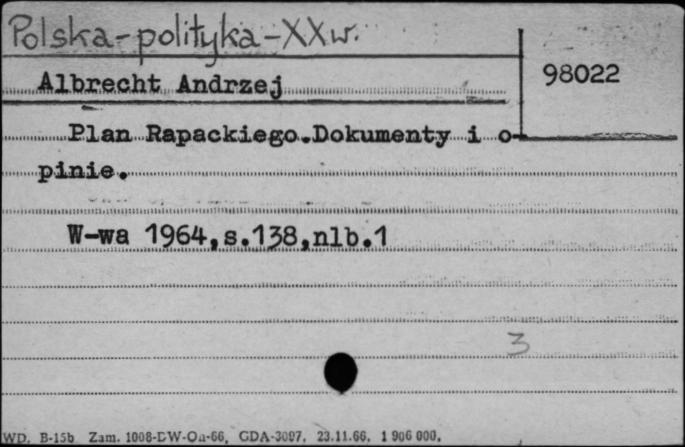 Polska-polityka-XXw.
Albrecht Andrzej
98022
Plan Rapackiego.Dokumenty i o-
pinie.
W-wa 1964,s.138,nlb.1
3
WD. B-15b Zam. 1008-DW-On-66, GDA-3097, 23.11.66. 1 906 000.